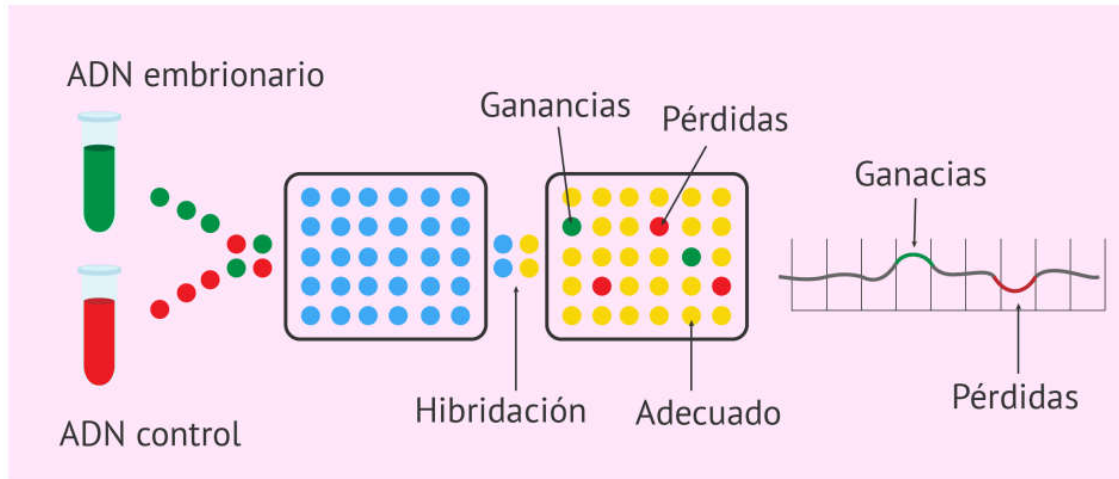 ADN embrionario
Ganancias
Pérdidas
Ganacias
Hibridación
Adecuado
Pérdidas
ADN control